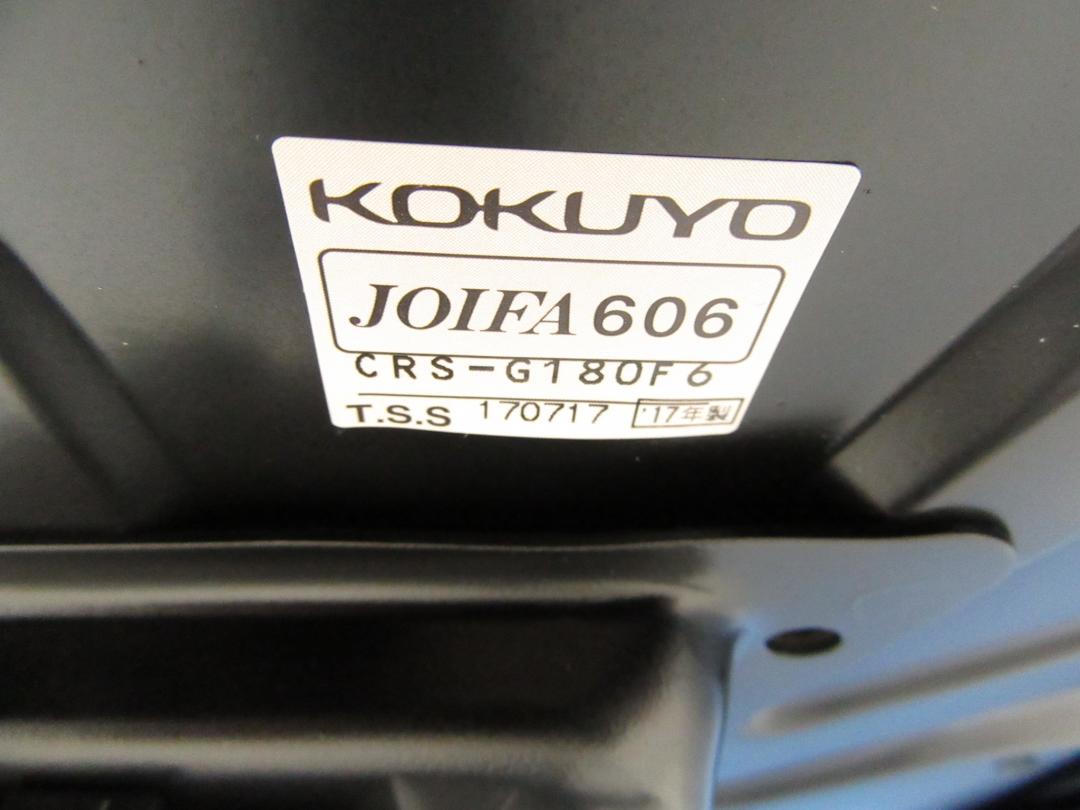 KOKUYO
JOIFA 606
CRS-G180F6
T.S.S 170717 '17年製